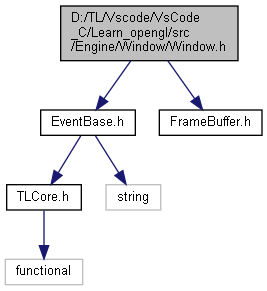 D:/TL/Vscode/VsCode
_C/Learn_opengl/src
/Engine/Window/Window.h
EventBase.h
FrameBuffer.h
TLCore.h
string
functional